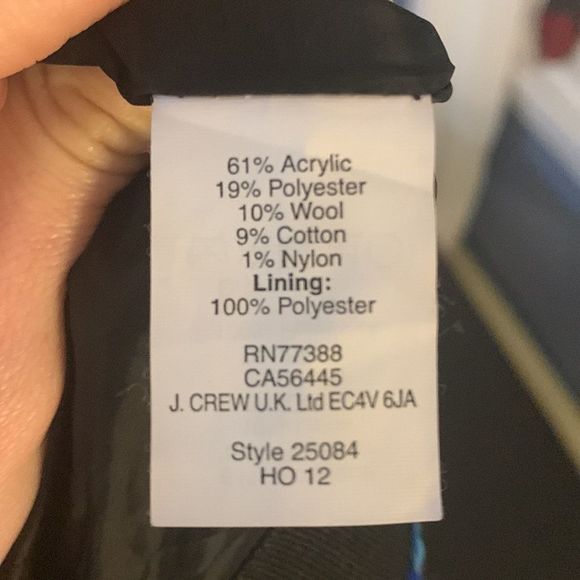 61% Acrylic
19% Polyester
10% Wool
9% Cotton
1% Nylon
Lining:
100% Polyester
RN77388
CA56445
J. CREW U.K. Ltd EC4V 6JA
Style 25084
HO 12